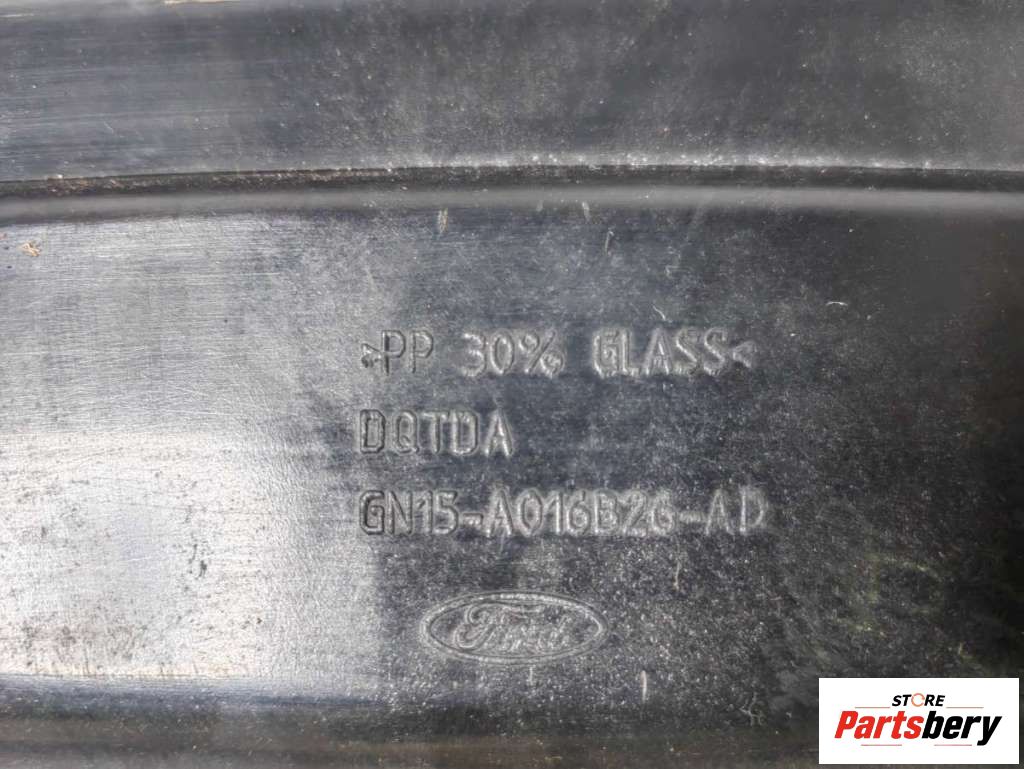 >PP 30% GLASS<
DQTDA
GN15-A016B26-AD
Ford
STORE
Partsbery